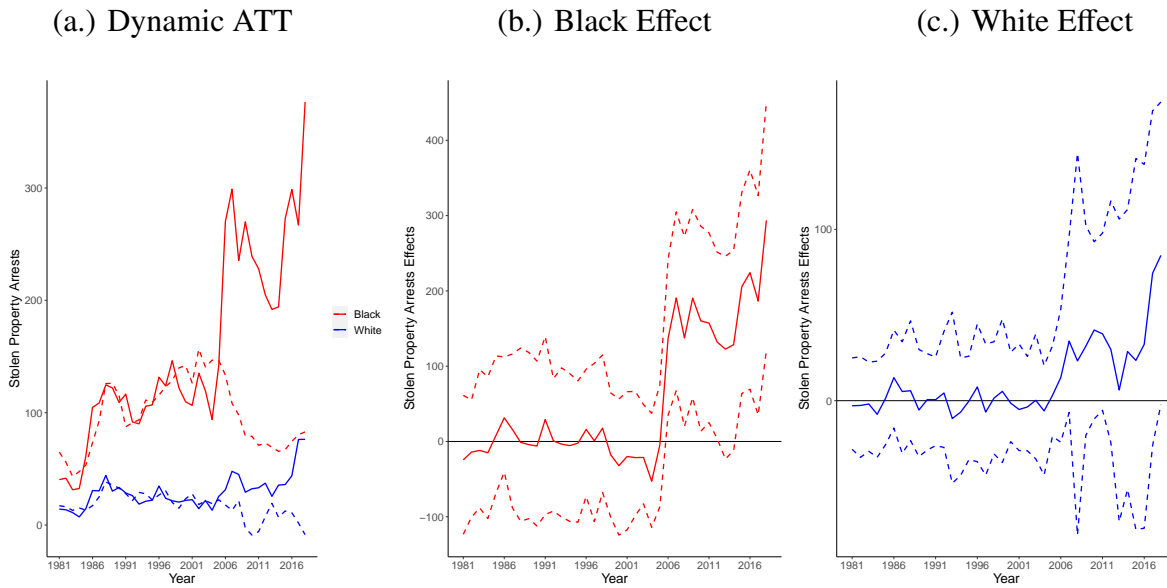 (a.) Dynamic ATT
Stolen Property Arrests
300
200
100
0
1981 1986 1991 1996 2001 2006 2011 2016
Year
Black
White
(b.) Black Effect
Stolen Property Arrests Effects
400
300
200
100
0
−100
1981 1986 1991 1996 2001 2006 2011 2016
Year
(c.) White Effect
Stolen Property Arrests Effects
100
0
1981 1986 1991 1996 2001 2006 2011 2016
Year